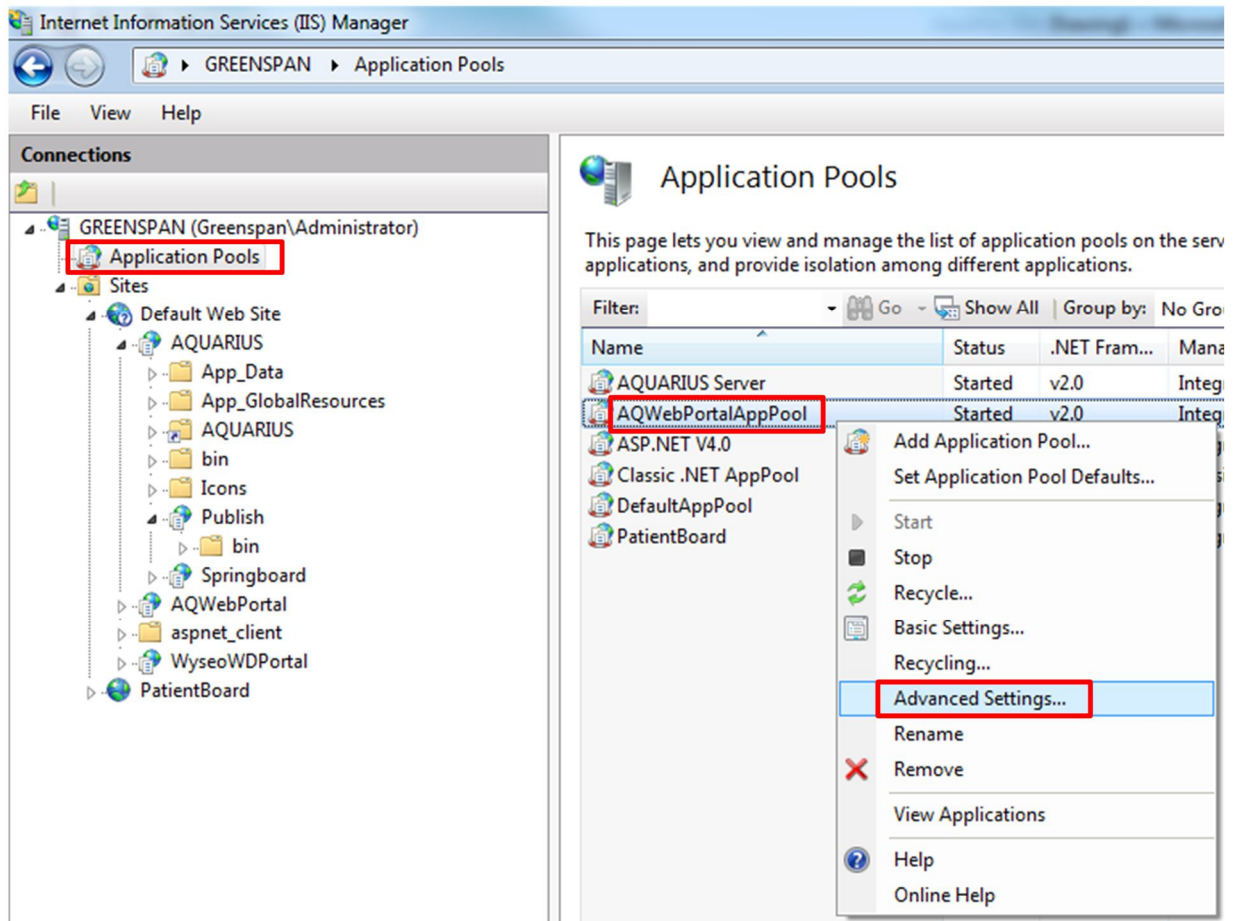 Internet Information Services (IIS) Manager
GREENSPAN Application Pools
File View Help
Connections
GREENSPAN (Greenspan\Administrator)
Application Pools
Sites
Default Web Site
AQUARIUS
App_Data
App_GlobalResources
AQUARIUS
bin
Icons
Publish
bin
Springboard
AQWebPortal
aspnet_client
WyseoWDPortal
PatientBoard
Application Pools
This page lets you view and manage the list of application pools on the serv
applications, and provide isolation among different applications.
Filter: Go Show All Group by: No Gro
Name Status .NET Fram... Mana
AQUARIUS Server Started v2.0 Integ
AQWebPortalAppPool Started v2.0 Integ
ASP.NET V4.0
Classic .NET AppPool
DefaultAppPool
PatientBoard
Add Application Pool...
Set Application Pool Defaults...
Start
Stop
Recycle...
Basic Settings...
Recycling...
Advanced Settings...
Rename
Remove
View Applications
Help
Online Help